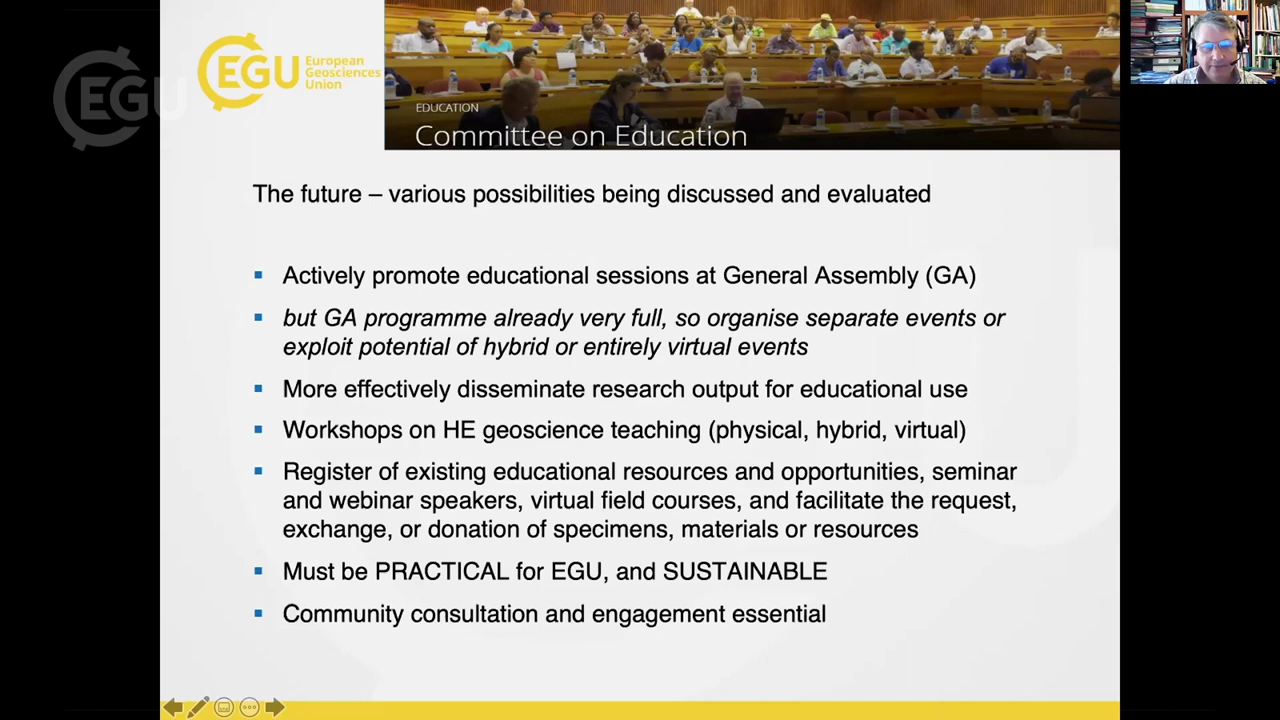 EGU
EGU
European
Geosciences
Union
EDUCATION
Committee on Education
The future – various possibilities being discussed and evaluated
▪ Actively promote educational sessions at General Assembly (GA)
▪ but GA programme already very full, so organise separate events or
exploit potential of hybrid or entirely virtual events
▪ More effectively disseminate research output for educational use
▪ Workshops on HE geoscience teaching (physical, hybrid, virtual)
▪ Register of existing educational resources and opportunities, seminar
and webinar speakers, virtual field courses, and facilitate the request,
exchange, or donation of specimens, materials or resources
▪ Must be PRACTICAL for EGU, and SUSTAINABLE
▪ Community consultation and engagement essential